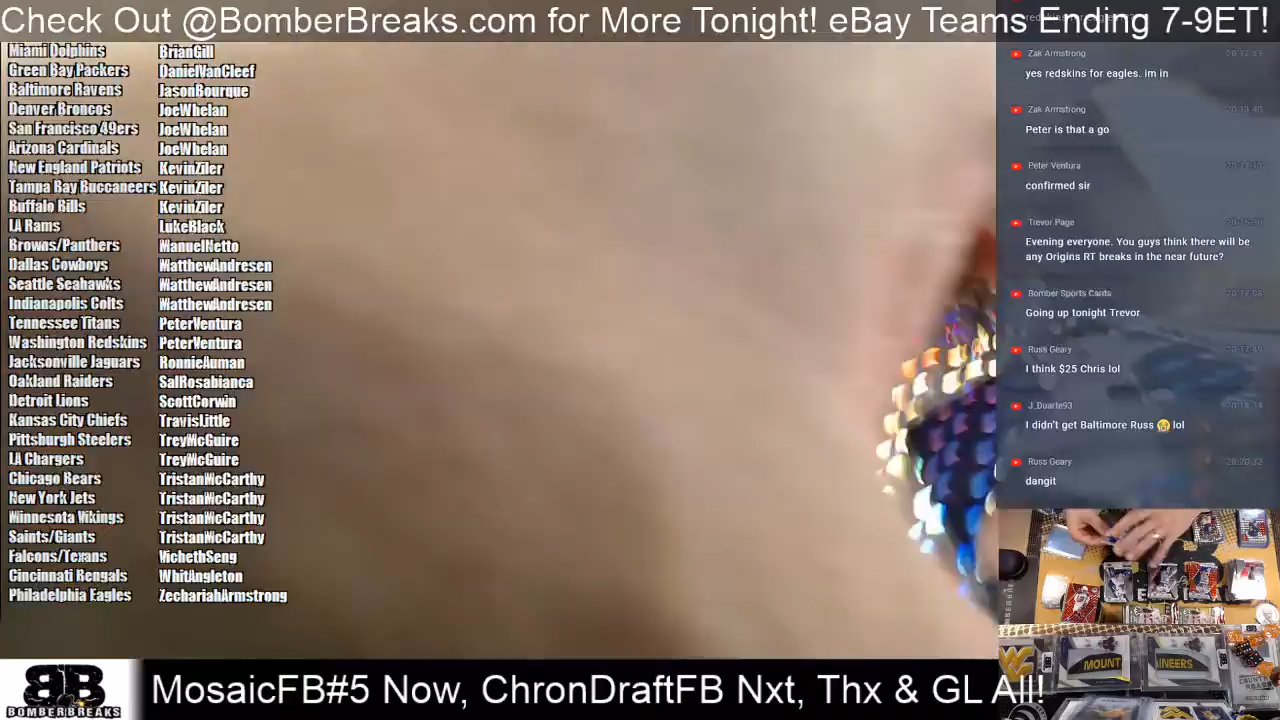 Check Out @BomberBreaks.com for More Tonight! eBay Teams Ending 7-9ET!
Miami Dolphins BrianGill
Green Bay Packers DanielVanCleef
Baltimore Ravens JasonBourque
Denver Broncos JoeWhelan
San Francisco 49ers JoeWhelan
Arizona Cardinals JoeWhelan
New England Patriots KevinZiler
Tampa Bay Buccaneers KevinZiler
Buffalo Bills KevinZiler
LA Rams LukeBlack
Browns/Panthers ManuelNetto
Dallas Cowboys MatthewAndresen
Seattle Seahawks MatthewAndresen
Indianapolis Colts MatthewAndresen
Tennessee Titans PeterVentura
Washington Redskins PeterVentura
Jacksonville Jaguars RonnieAuman
Oakland Raiders SalRosabianca
Detroit Lions ScottCorwin
Kansas City Chiefs TravisLittle
Pittsburgh Steelers TreyMcGuire
LA Chargers TreyMcGuire
Chicago Bears TristanMcCarthy
New York Jets TristanMcCarthy
Minnesota Vikings TristanMcCarthy
Saints/Giants TristanMcCarthy
Falcons/Texans VichethSeng
Cincinnati Bengals WhitAngleton
Philadelphia Eagles ZechariahArmstrong
Zak Armstrong
yes redskins for eagles. im in
Zak Armstrong
Peter is that a go
Peter Ventura
confirmed sir
Trevor Page
Evening everyone. You guys think there will be
any Origins RT breaks in the near future?
Bomber Sports Cards
Going up tonight Trevor
Russ Geary
I think $25 Chris lol
J_Duarte93
I didn't get Baltimore Russ 😭 lol
Russ Geary
dangit
MOUNT AINEERS
BOMBERBREAKS
MosaicFB#5 Now, ChronDraftFB Nxt, Thx & GL All!